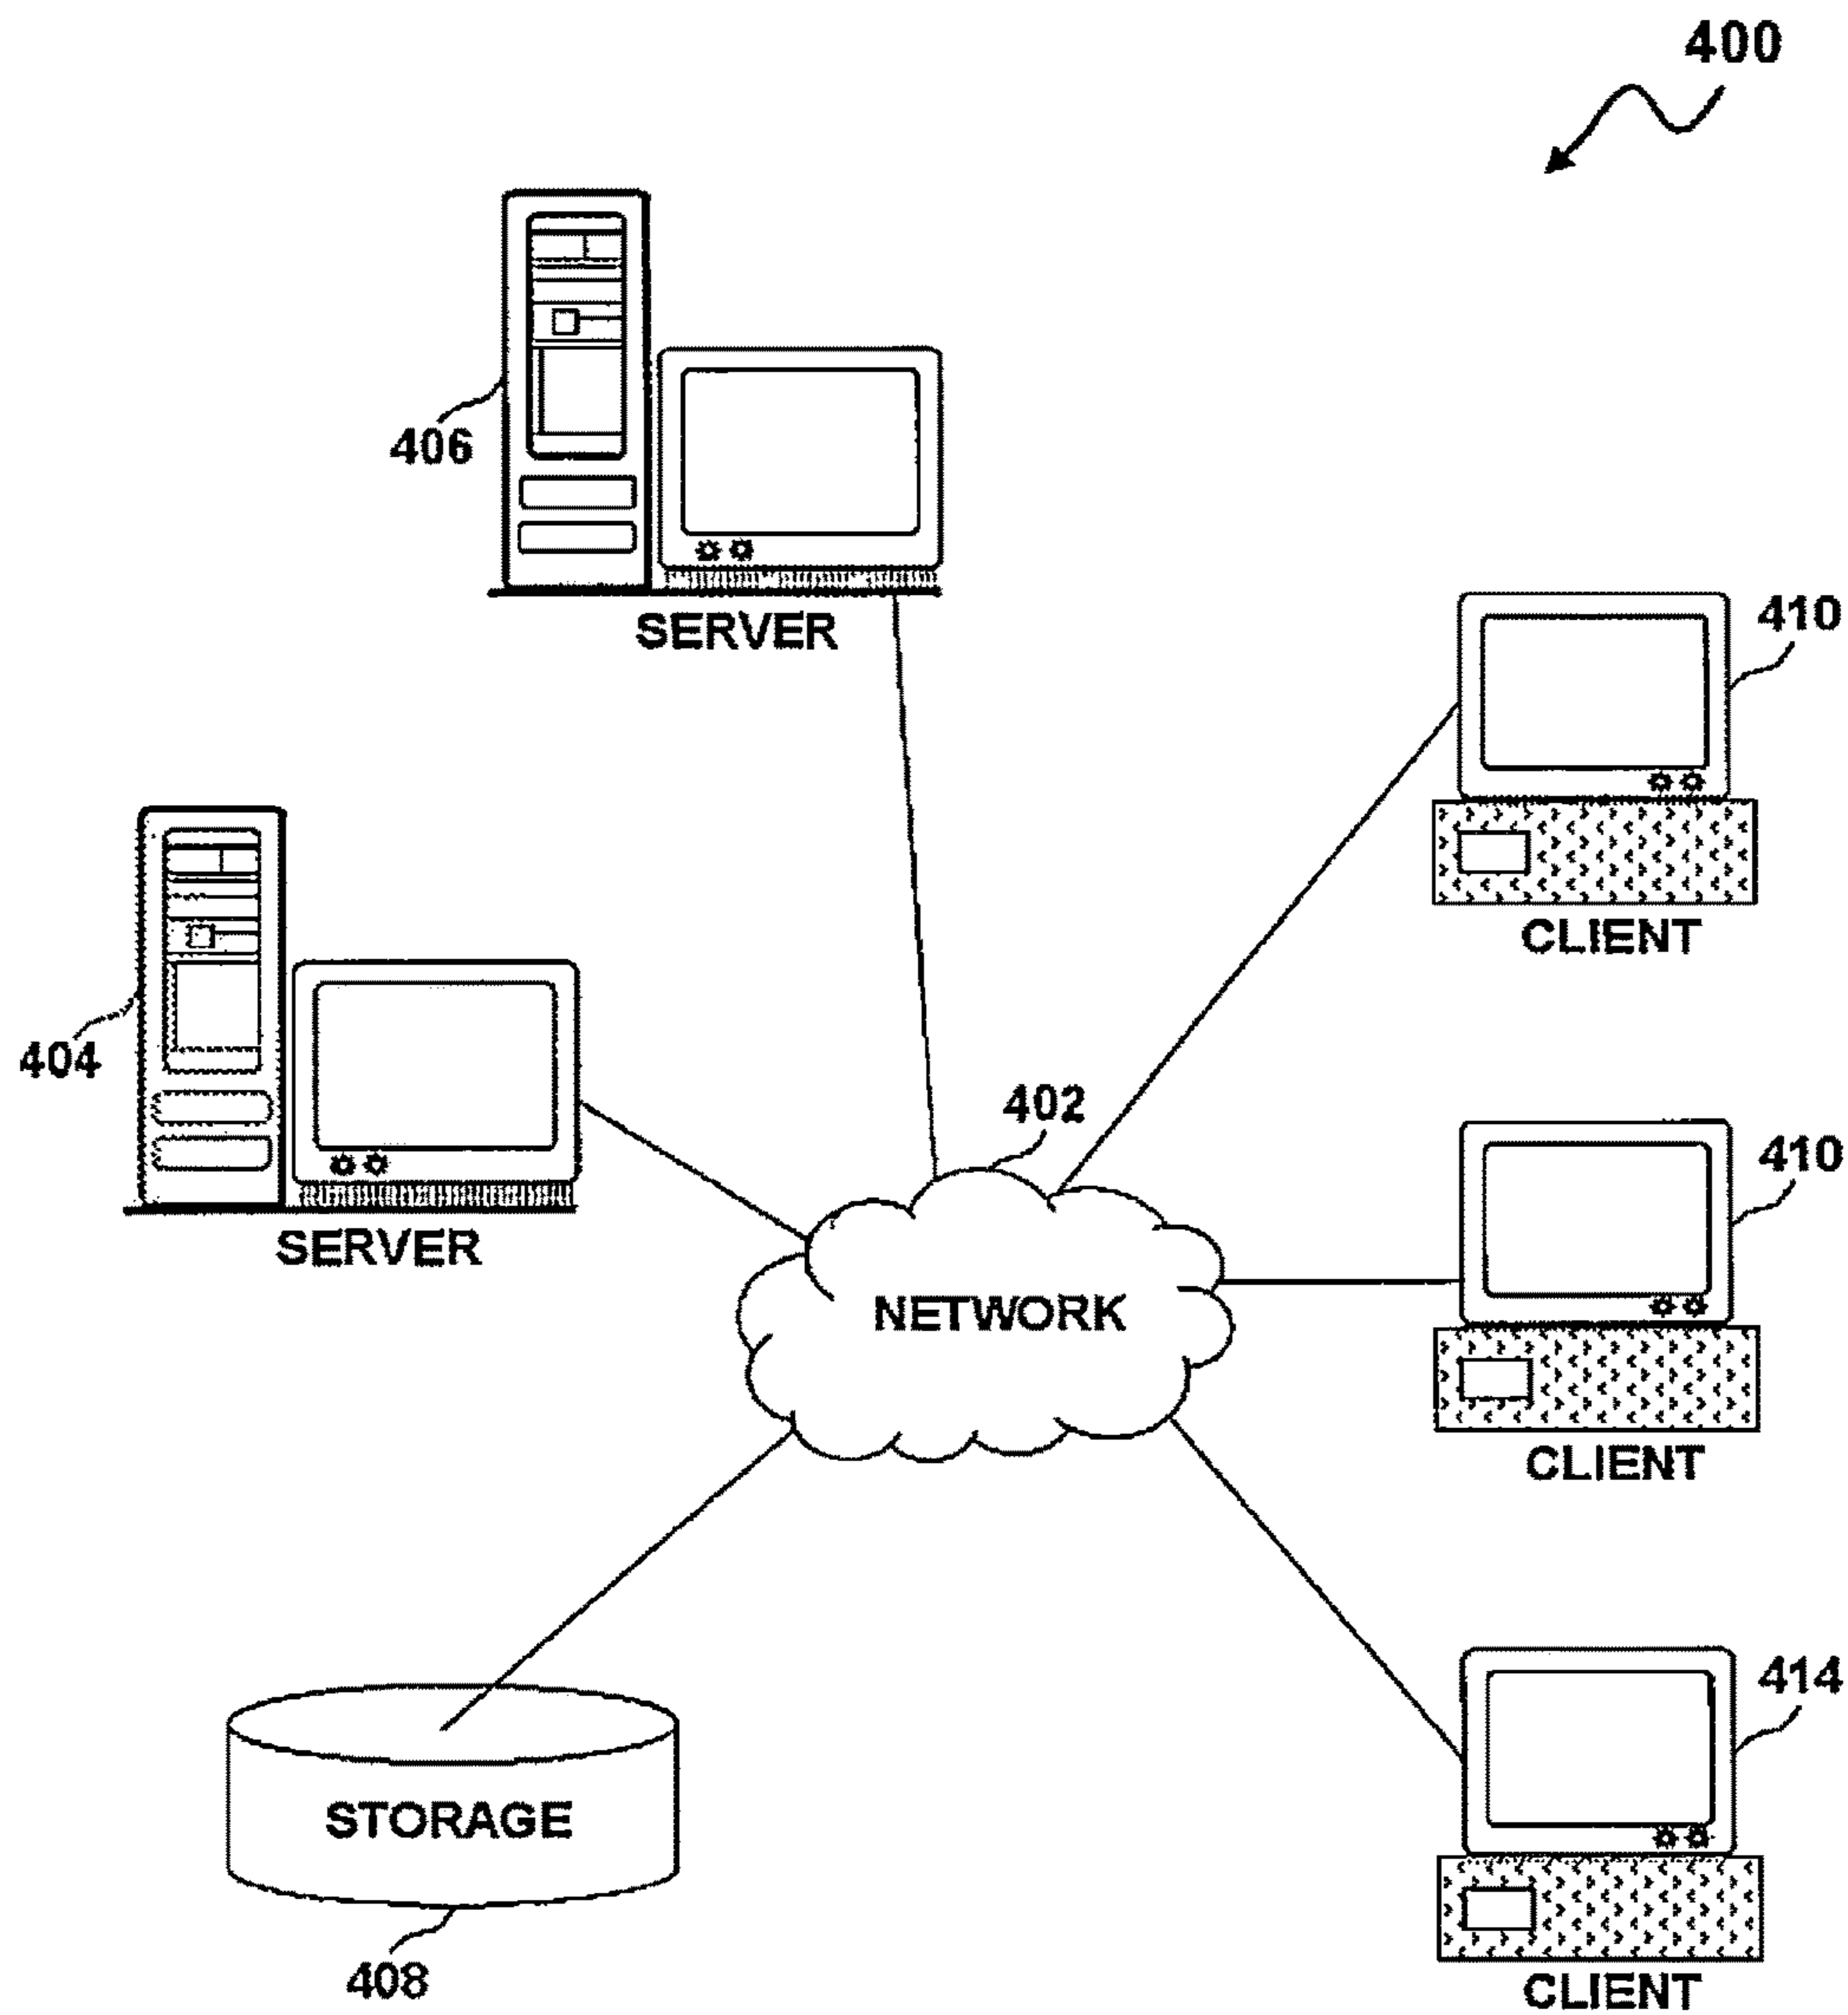 400
406
SERVER
410
CLIENT
404
SERVER
402
NETWORK
410
CLIENT
STORAGE
408
414
CLIENT